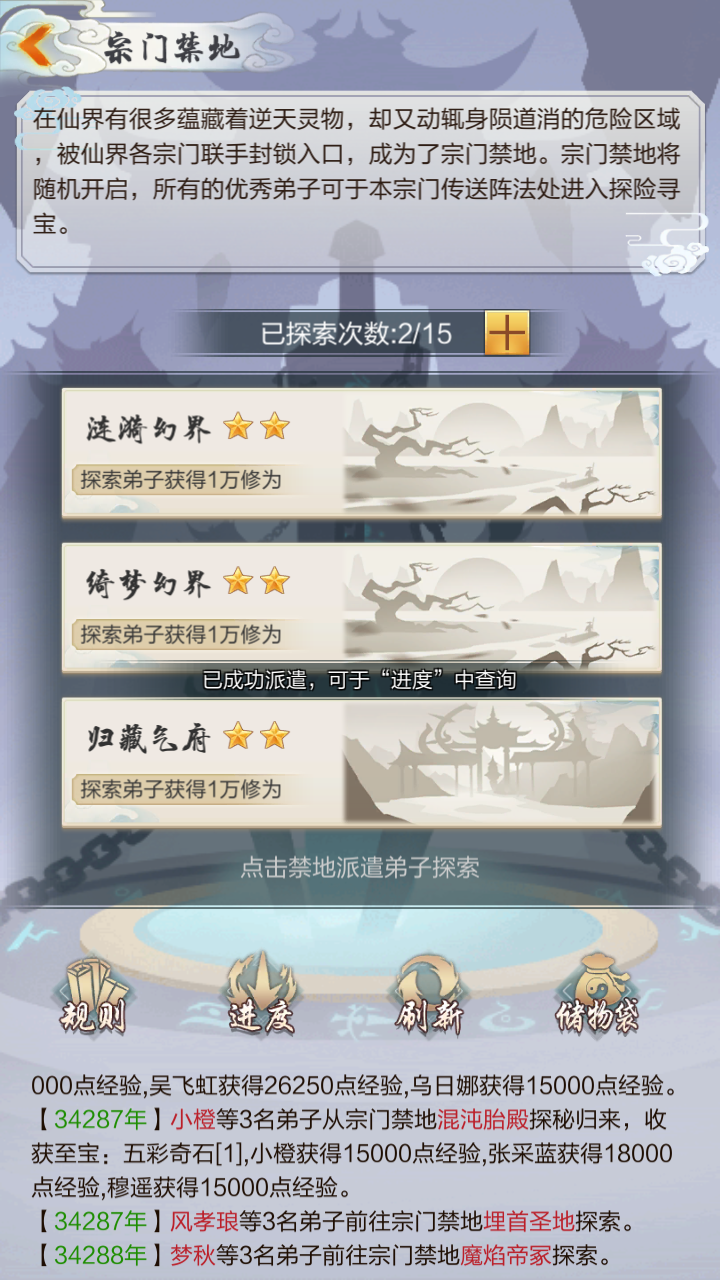 宗门禁地
在仙界有很多蕴藏着逆天灵物，却又动辄身陨道消的危险区域
，被仙界各宗门联手封锁入口，成为了宗门禁地。宗门禁地将
随机开启，所有的优秀弟子可于本宗门传送阵法处进入探险寻
宝。
已探索次数:2/15
涟漪幻界
探索弟子获得1万修为
绮梦幻界
探索弟子获得1万修为
已成功派遣，可于“进度”中查询
归藏气府
探索弟子获得1万修为
点击禁地派遣弟子探索
规则 进度 刷新 储物袋
000点经验,吴飞虹获得26250点经验,乌日娜获得15000点经验。
【34287年】小橙等3名弟子从宗门禁地混沌胎殿探秘归来，收
获至宝：五彩奇石[1],小橙获得15000点经验,张采蓝获得18000
点经验,穆遥获得15000点经验。
【34287年】风孝琅等3名弟子前往宗门禁地埋首圣地探索。
【34288年】梦秋等3名弟子前往宗门禁地魔焰帝冢探索。